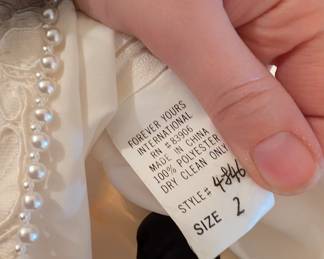 FOREVER YOURS
INTERNATIONAL
RN #83906
MADE IN CHINA
100% POLYESTER
DRY CLEAN ONLY
STYLE# 4846
SIZE 2